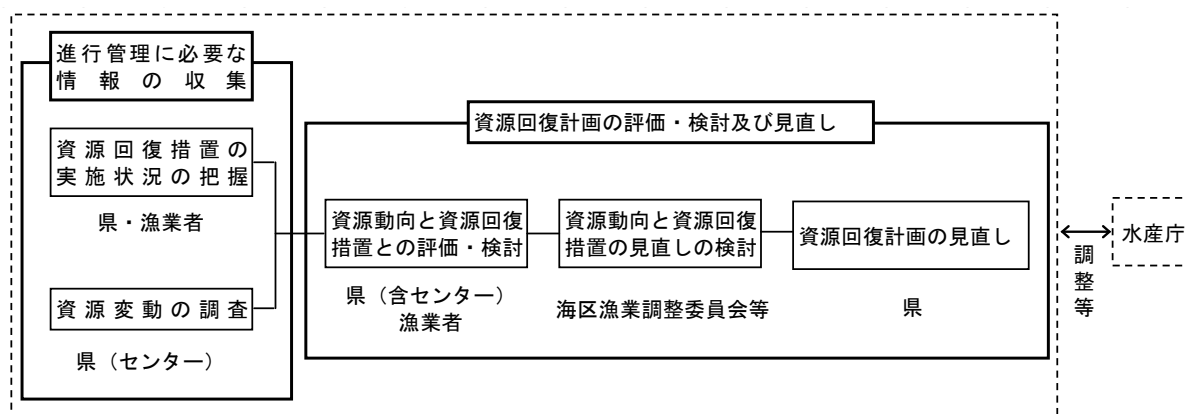 進行管理に必要な
情報の収集
資源回復措置の
実施状況の把握
県・漁業者
資源変動の調査
県（センター）
資源回復計画の評価・検討及び見直し
資源動向と資源回復
措置との評価・検討
県（含センター）
漁業者
資源動向と資源回復
措置の見直しの検討
海区漁業調整委員会等
資源回復計画の見直し
県
調整等
水産庁